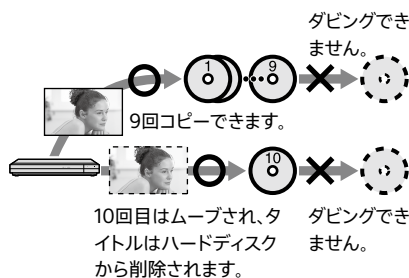 ダビングでき
ません。
1
9
9回コピーできます。
10
10回目はムーブされ、タ
イトルはハードディスク
から削除されます。
ダビングでき
ません。